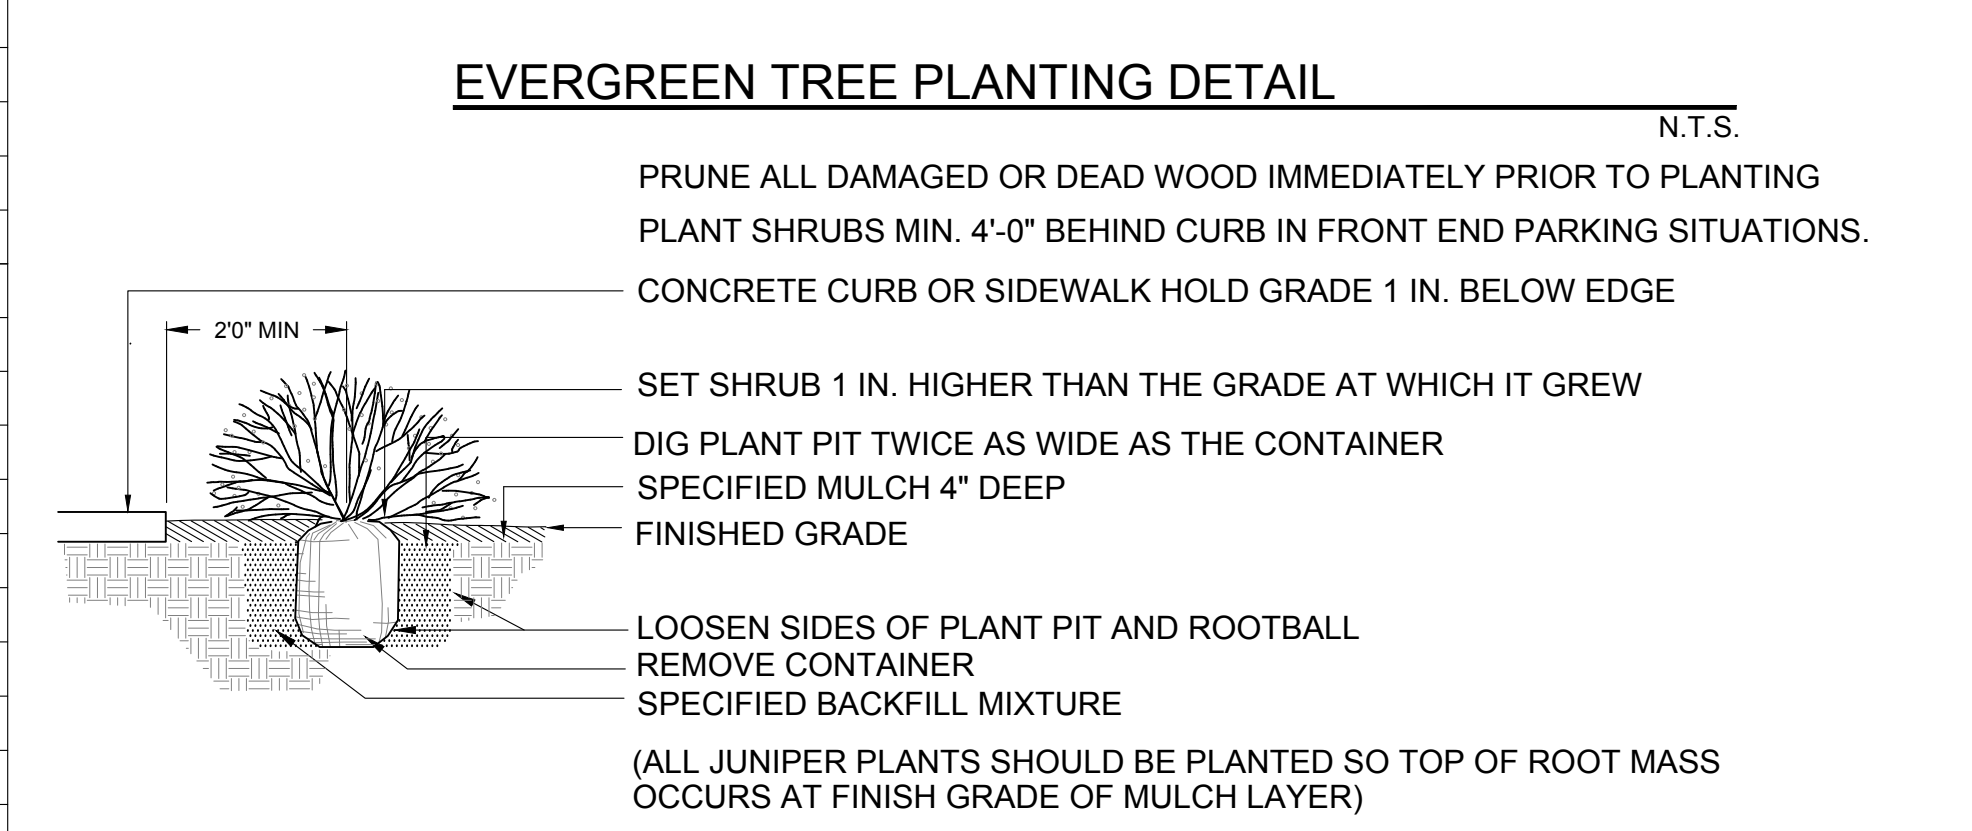 EVERGREEN TREE PLANTING DETAIL
N.T.S.
PRUNE ALL DAMAGED OR DEAD WOOD IMMEDIATELY PRIOR TO PLANTING
PLANT SHRUBS MIN. 4'-0" BEHIND CURB IN FRONT END PARKING SITUATIONS.
CONCRETE CURB OR SIDEWALK HOLD GRADE 1 IN. BELOW EDGE
2'0" MIN
SET SHRUB 1 IN. HIGHER THAN THE GRADE AT WHICH IT GREW
DIG PLANT PIT TWICE AS WIDE AS THE CONTAINER
SPECIFIED MULCH 4" DEEP
FINISHED GRADE
LOOSEN SIDES OF PLANT PIT AND ROOTBALL
REMOVE CONTAINER
SPECIFIED BACKFILL MIXTURE
(ALL JUNIPER PLANTS SHOULD BE PLANTED SO TOP OF ROOT MASS
OCCURS AT FINISH GRADE OF MULCH LAYER)